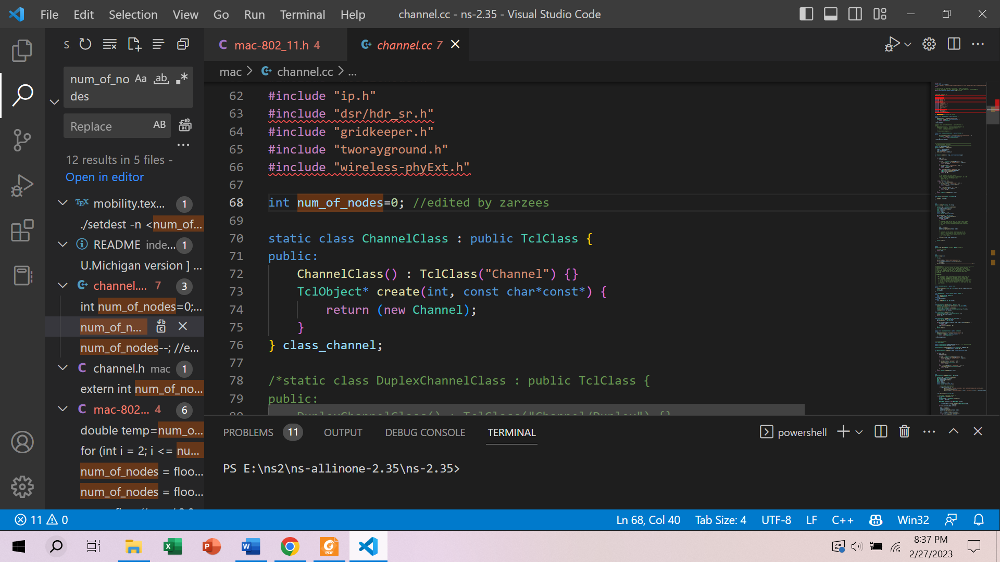 File Edit Selection View Go Run Terminal Help channel.cc - ns-2.35 - Visual Studio Code
S.
num_of_no
des
Aa ab .*
Replace AB
12 results in 5 files -
Open in editor
TEX mobility.tex... 1
./setdest -n <num_of...
README inde... 1
U.Michigan version ] ...
channel.... 7 3
int num_of_nodes=0;...
num_of_n...
num_of_nodes--; //e...
C channel.h mac 1
extern int num_of_no...
C mac-802... 4 6
double temp=num_o...
for (int i = 2; i <= nu...
num_of_nodes = floo...
num_of_nodes = floo...
C mac-802_11.h 4
channel.cc 7
mac > channel.cc > ...
62 #include "ip.h"
63 #include "dsr/hdr_sr.h"
64 #include "gridkeeper.h"
65 #include "tworayground.h"
66 #include "wireless-phyExt.h"
67
68 int num_of_nodes=0; //edited by zarzees
69
70 static class ChannelClass : public TclClass {
71 public:
72 ChannelClass() : TclClass("Channel") {}
73 TclObject* create(int, const char*const*) {
74 return (new Channel);
75 }
76 } class_channel;
77
78 /*static class DuplexChannelClass : public TclClass {
79 public:
80 DuplexChannelClass() : TclClass("Channel/Duplex") {}
PROBLEMS 11 OUTPUT DEBUG CONSOLE TERMINAL powershell
PS E:\ns2\ns-allinone-2.35\ns-2.35>
11 0 Ln 68, Col 40 Tab Size: 4 UTF-8 LF C++ Win32
8:37 PM
2/27/2023